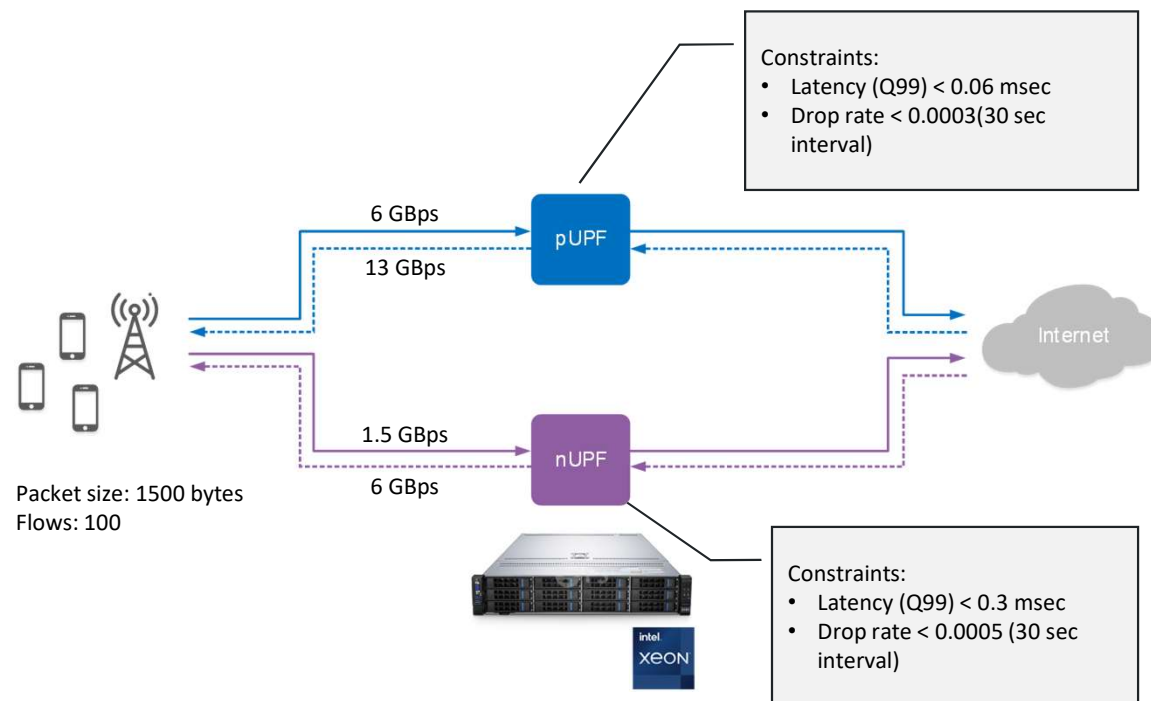 Constraints:
• Latency (Q99) < 0.06 msec
• Drop rate < 0.0003(30 sec
interval)
6 GBps
pUPF
13 GBps
Internet
1.5 GBps
nUPF
6 GBps
Packet size: 1500 bytes
Flows: 100
Constraints:
• Latency (Q99) < 0.3 msec
• Drop rate < 0.0005 (30 sec
interval)
intel.
xeon